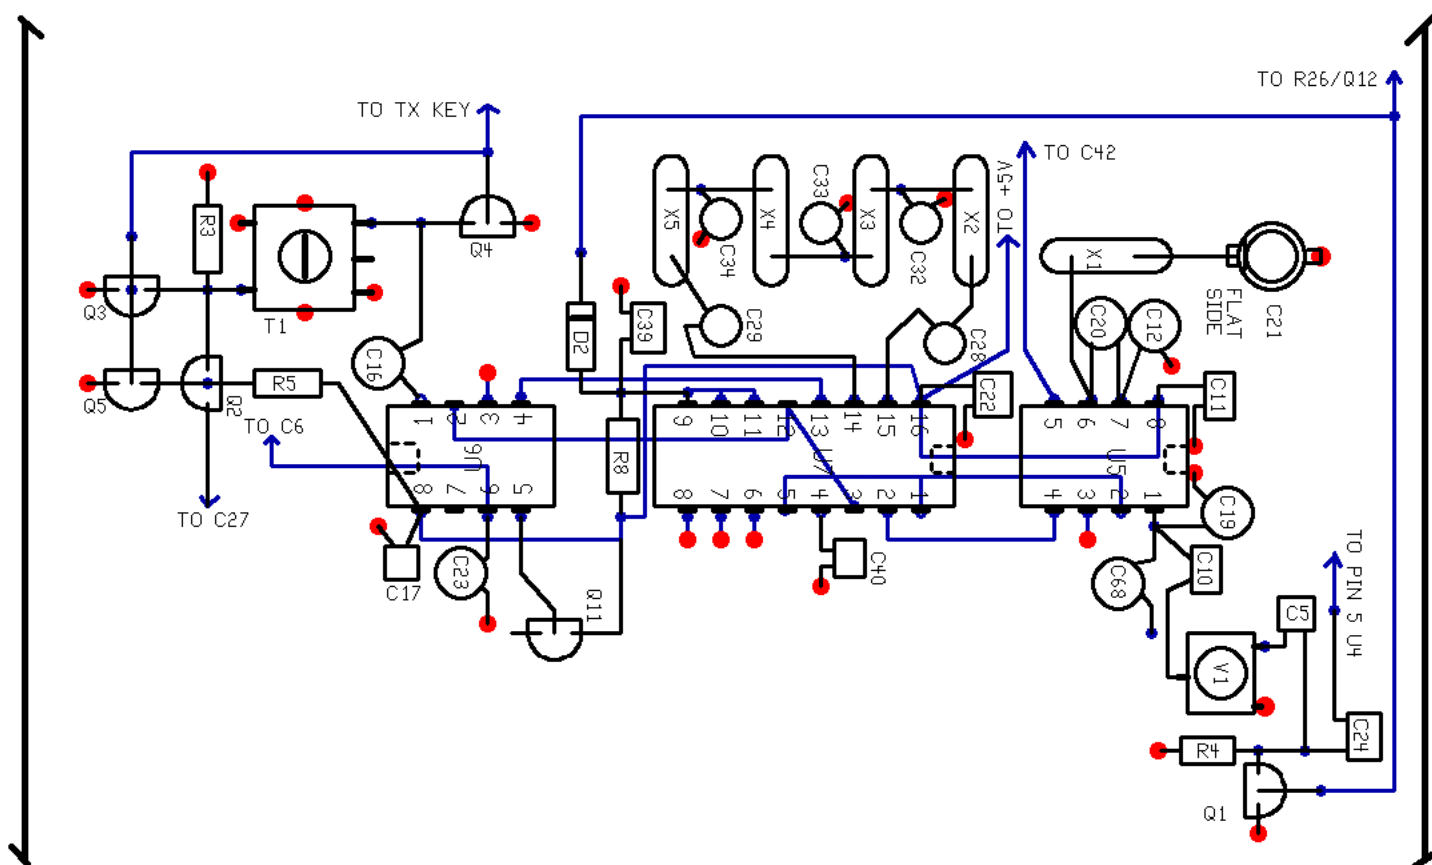 TO R26/Q12
TO TX KEY
TO C42
TO +5V
C33
X5
X4
X3
X2
C34
C32
R3
Q4
X1
FLAT SIDE
C21
Q3
T1
D2
C39
C29
C28
C20
C12
Q5
Q2
R5
C16
C22
C11
1
2
3
4
9
10
11
12
13
14
15
16
5
6
7
8
TO C6
U6
R8
U7
U5
8
7
6
5
8
7
6
5
4
3
2
1
4
3
2
1
TO C27
C19
C17
C23
Q11
C40
C68
C10
TO PIN 5 U4
C5
V1
C24
R4
Q1